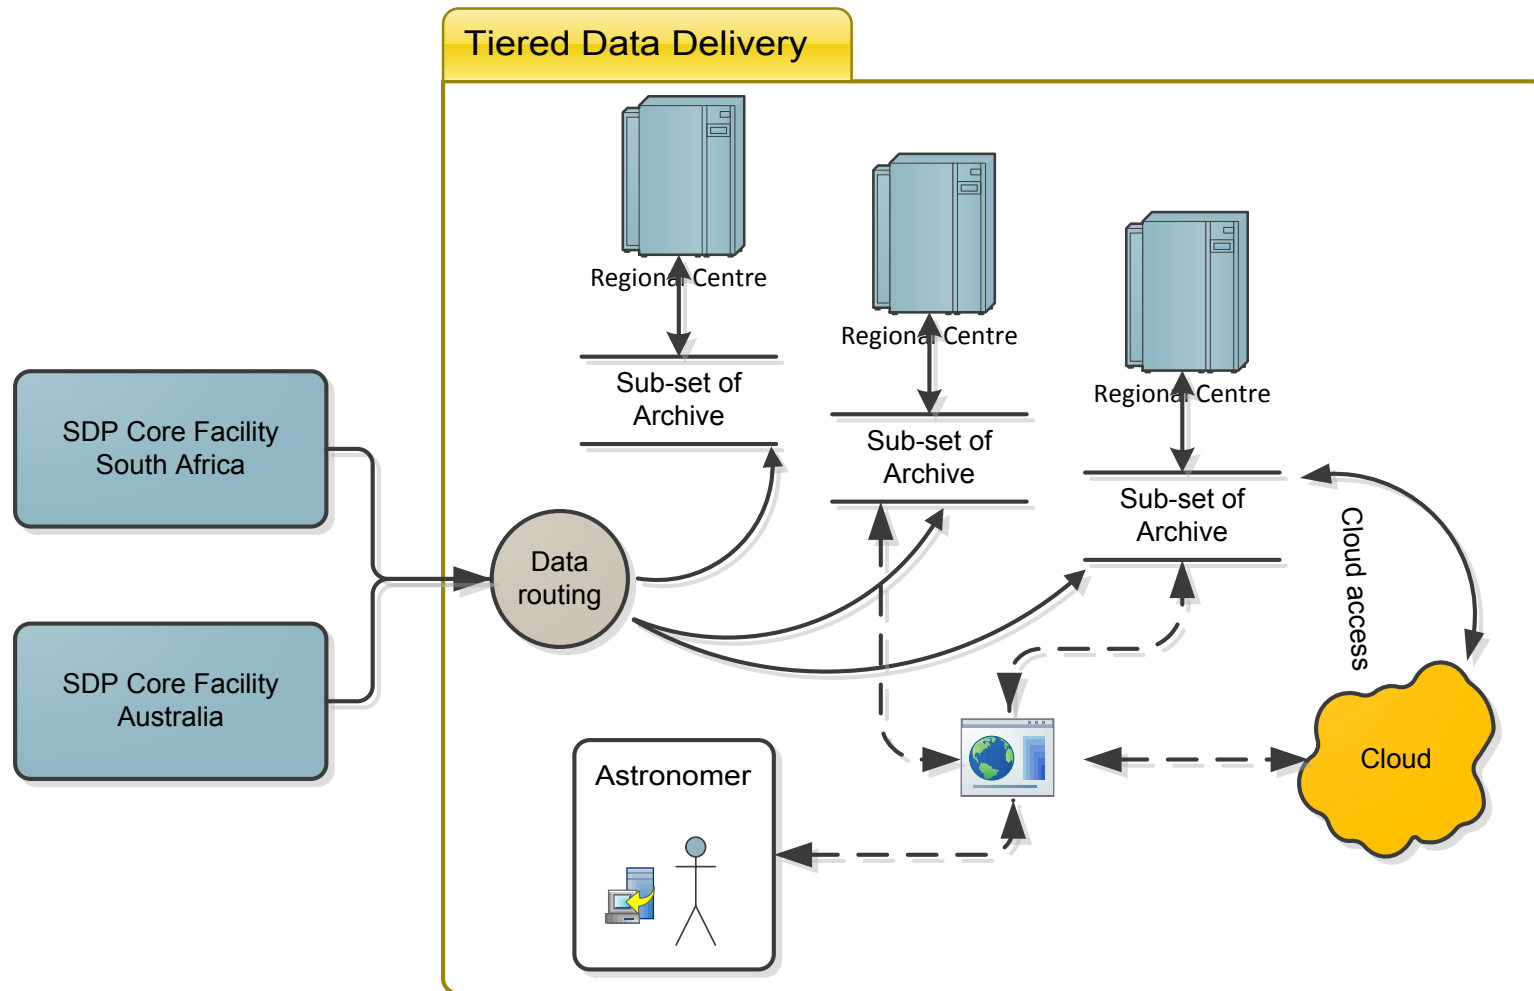 Tiered Data Delivery
Regional Centre
Regional Centre
Regional Centre
Sub-set of
Archive
Sub-set of
Archive
Sub-set of
Archive
SDP Core Facility
South Africa
Data
routing
SDP Core Facility
Australia
Cloud access
Astronomer
Cloud